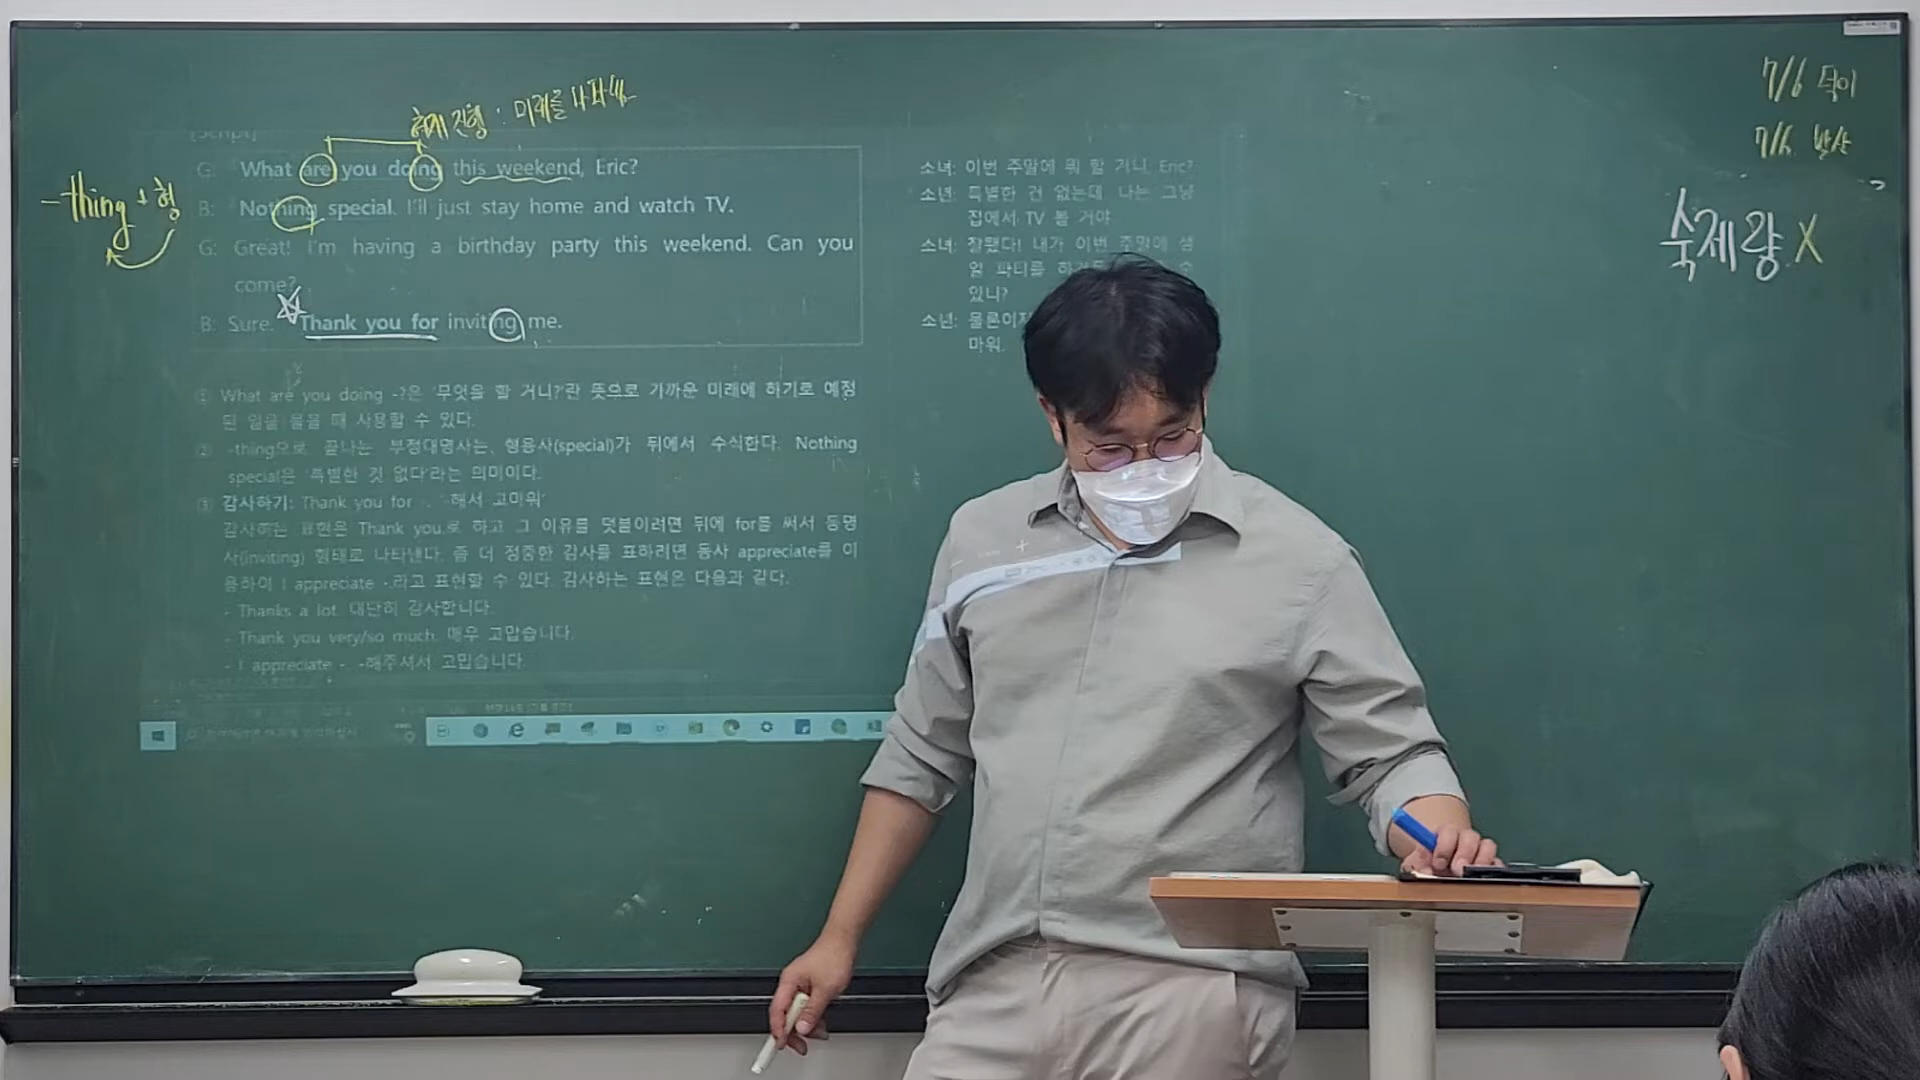 현재 진행 : 미래를 나타냄
[Script]
G: What are you doing this weekend, Eric?
-thing + 형
B: Nothing special. I'll just stay home and watch TV.
G: Great! I'm having a birthday party this weekend. Can you
come?
B: Sure. Thank you for inviting me.
① What are you doing -?은 '무엇을 할 거니?'란 뜻으로 가까운 미래에 하기로 예정
된 일을 물을 때 사용할 수 있다.
② -thing으로 끝나는 부정대명사는, 형용사(special)가 뒤에서 수식한다. Nothing
special은 '특별한 것 없다'라는 의미이다.
③ 감사하기: Thank you for -. '-해서 고마워'
감사하는 표현은 Thank you.로 하고 그 이유를 덧붙이려면 뒤에 for를 써서 동명
사(inviting) 형태로 나타낸다. 좀 더 정중한 감사를 표하려면 동사 appreciate를 이
용하여 I appreciate -.라고 표현할 수 있다. 감사하는 표현은 다음과 같다.
- Thanks a lot. 대단히 감사합니다.
- Thank you very/so much. 매우 고맙습니다.
- I appreciate -. -해주셔서 고맙습니다.
소녀: 이번 주말에 뭐 할 거니, Eric?
소년: 특별한 건 없는데. 나는 그냥
집에서 TV 볼 거야.
소녀: 잘됐다! 내가 이번 주말에 생
일 파티를
있니?
소년: 물론이지
마워.
7/6
7/6
숙제량 X